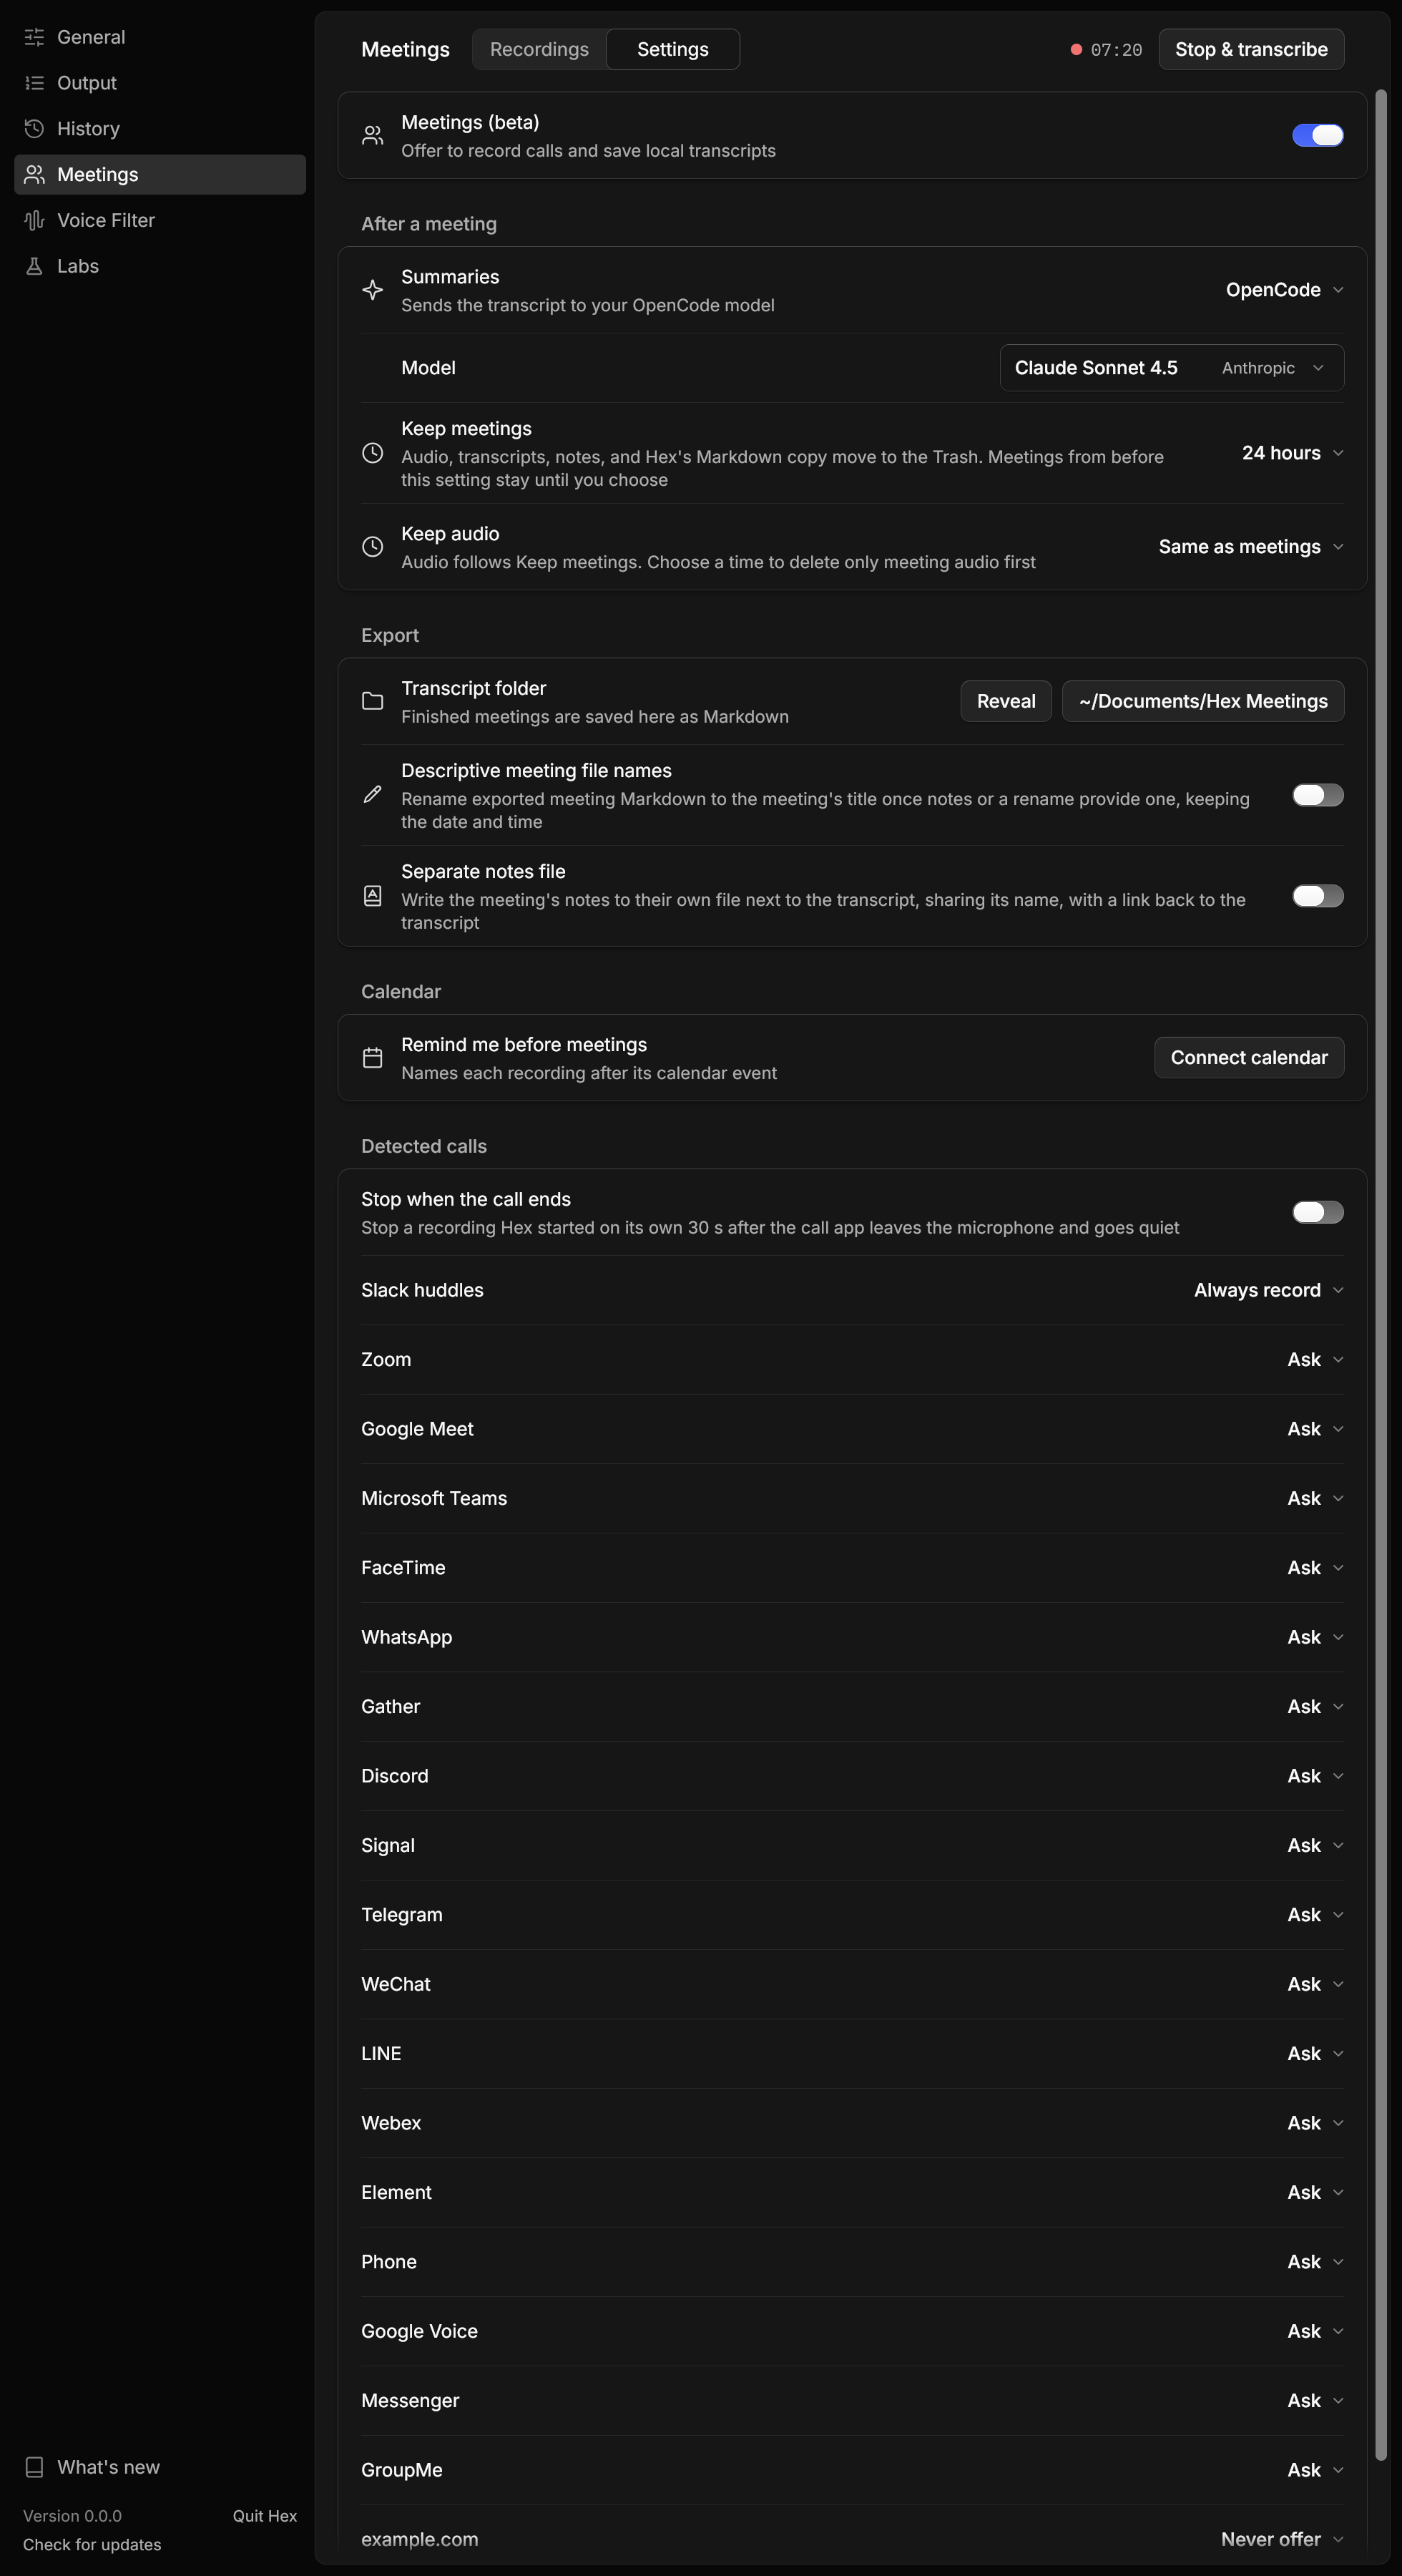 General
Output
History
Meetings
Voice Filter
Labs
What's new
Version 0.0.0
Quit Hex
Check for updates
Meetings
Recordings
Settings
07:20
Stop & transcribe
Meetings (beta)
Offer to record calls and save local transcripts
After a meeting
Summaries
Sends the transcript to your OpenCode model
OpenCode
Model
Claude Sonnet 4.5
Anthropic
Keep meetings
Audio, transcripts, notes, and Hex's Markdown copy move to the Trash. Meetings from before
this setting stay until you choose
24 hours
Keep audio
Audio follows Keep meetings. Choose a time to delete only meeting audio first
Same as meetings
Export
Transcript folder
Finished meetings are saved here as Markdown
Reveal
~/Documents/Hex Meetings
Descriptive meeting file names
Rename exported meeting Markdown to the meeting's title once notes or a rename provide one, keeping
the date and time
Separate notes file
Write the meeting's notes to their own file next to the transcript, sharing its name, with a link back to the
transcript
Calendar
Remind me before meetings
Names each recording after its calendar event
Connect calendar
Detected calls
Stop when the call ends
Stop a recording Hex started on its own 30 s after the call app leaves the microphone and goes quiet
Slack huddles
Always record
Zoom
Ask
Google Meet
Ask
Microsoft Teams
Ask
FaceTime
Ask
WhatsApp
Ask
Gather
Ask
Discord
Ask
Signal
Ask
Telegram
Ask
WeChat
Ask
LINE
Ask
Webex
Ask
Element
Ask
Phone
Ask
Google Voice
Ask
Messenger
Ask
GroupMe
Ask
example.com
Never offer